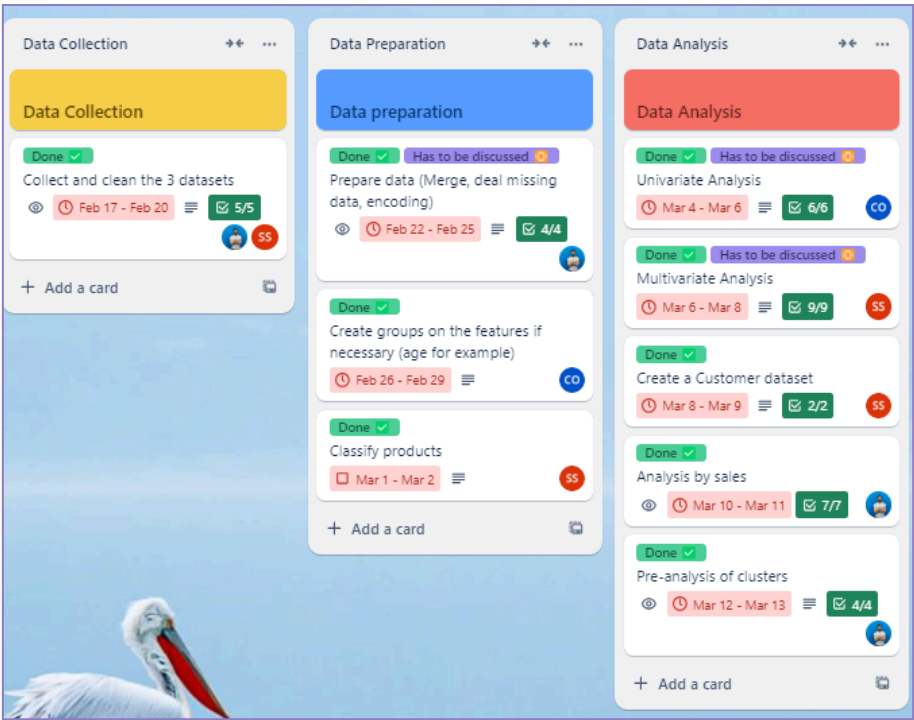 Data Collection
Data Collection
Done
Collect and clean the 3 datasets
Feb 17 - Feb 20 5/5
SS
+ Add a card
Data Preparation
Data preparation
Done Has to be discussed
Prepare data (Merge, deal missing
data, encoding)
Feb 22 - Feb 25 4/4
Done
Create groups on the features if
necessary (age for example)
Feb 26 - Feb 29 CO
Done
Classify products
Mar 1 - Mar 2 SS
+ Add a card
Data Analysis
Data Analysis
Done Has to be discussed
Univariate Analysis
Mar 4 - Mar 6 6/6 CO
Done Has to be discussed
Multivariate Analysis
Mar 6 - Mar 8 9/9 SS
Done
Create a Customer dataset
Mar 8 - Mar 9 2/2 SS
Done
Analysis by sales
Mar 10 - Mar 11 7/7
Done
Pre-analysis of clusters
Mar 12 - Mar 13 4/4
+ Add a card